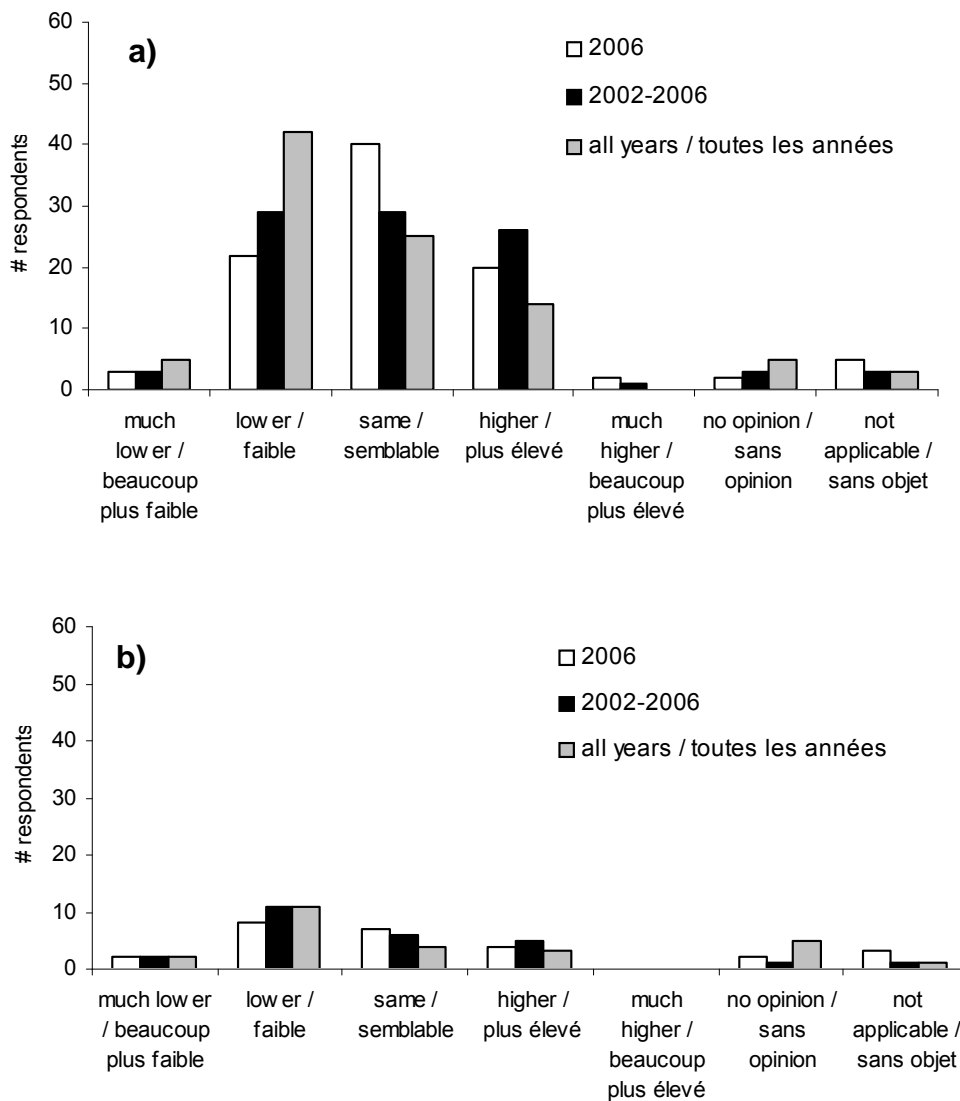 60
50
40
30
20
10
0
# respondents
a)
2006
2002-2006
all years / toutes les années
much
lower /
beaucoup
plus faible
lower /
faible
same /
semblable
higher /
plus élevé
much
higher /
beaucoup
plus élevé
no opinion /
sans
opinion
not
applicable /
sans objet
60
50
40
30
20
10
0
# respondents
b)
2006
2002-2006
all years / toutes les années
much lower
/ beaucoup
plus faible
lower /
faible
same /
semblable
higher /
plus élevé
much
higher /
beaucoup
plus élevé
no opinion /
sans
opinion
not
applicable /
sans objet